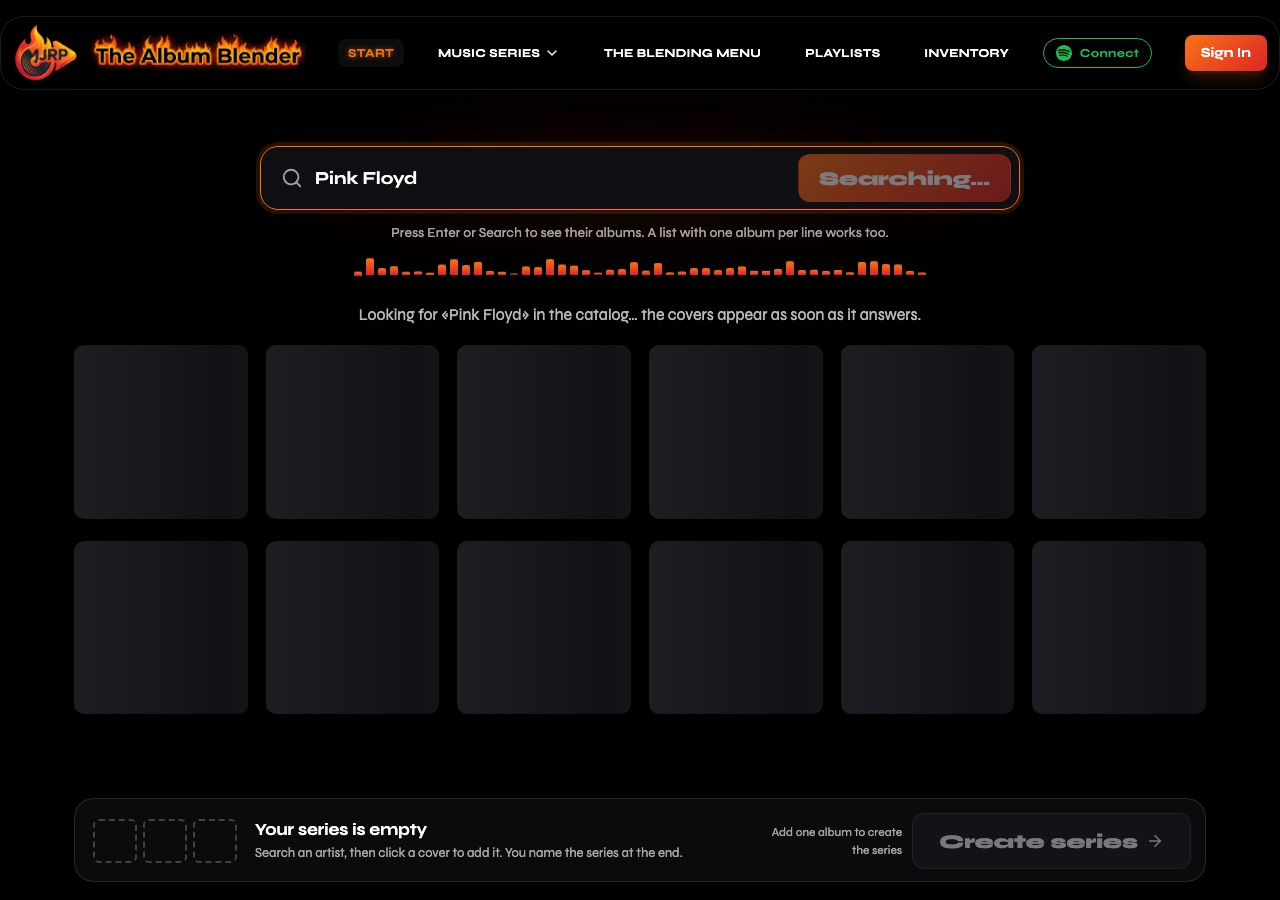 JRP The Album Blender START MUSIC SERIES THE BLENDING MENU PLAYLISTS INVENTORY Connect Sign In
Pink Floyd Searching...
Press Enter or Search to see their albums. A list with one album per line works too.
Looking for «Pink Floyd» in the catalog... the covers appear as soon as it answers.
Your series is empty
Search an artist, then click a cover to add it. You name the series at the end.
Add one album to create
the series
Create series